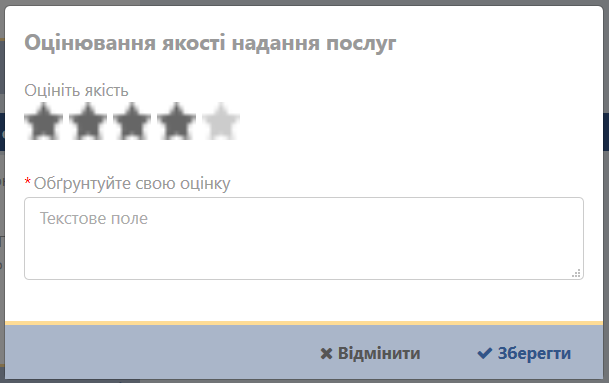 Оцінювання якості надання послуг
Оцініть якість
* Обґрунтуйте свою оцінку
Текстове поле
Відмінити Зберегти